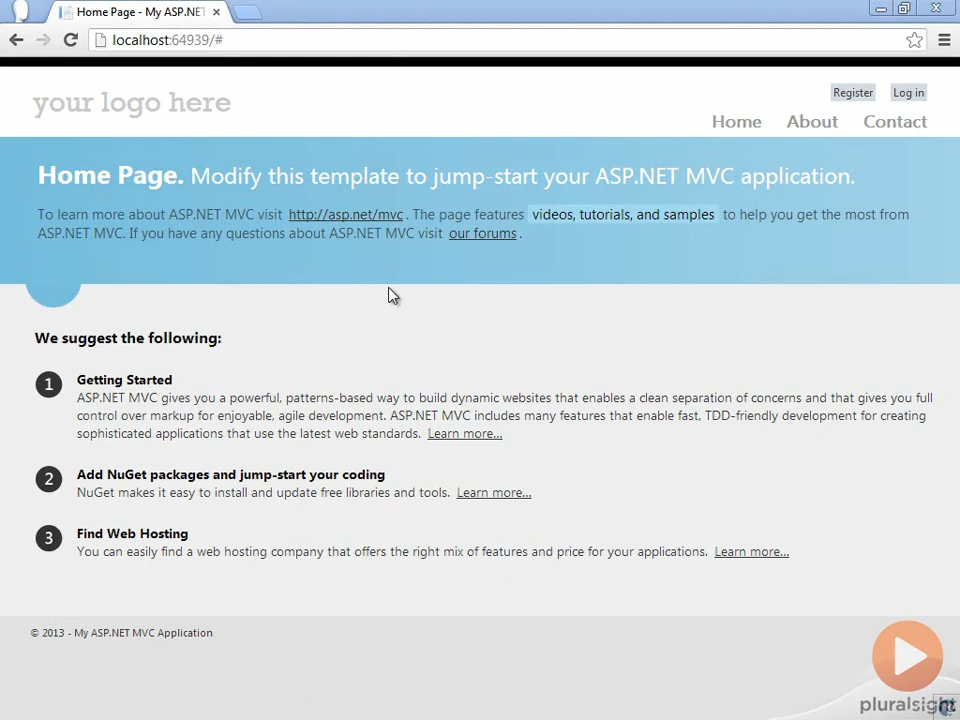 Home Page - My ASP.NET
localhost:64939/#
your logo here
Register
Log in
Home
About
Contact
Home Page. Modify this template to jump-start your ASP.NET MVC application.
To learn more about ASP.NET MVC visit http://asp.net/mvc . The page features videos, tutorials, and samples to help you get the most from
ASP.NET MVC. If you have any questions about ASP.NET MVC visit our forums .
We suggest the following:
1 Getting Started
ASP.NET MVC gives you a powerful, patterns-based way to build dynamic websites that enables a clean separation of concerns and that gives you full
control over markup for enjoyable, agile development. ASP.NET MVC includes many features that enable fast, TDD-friendly development for creating
sophisticated applications that use the latest web standards. Learn more...
2 Add NuGet packages and jump-start your coding
NuGet makes it easy to install and update free libraries and tools. Learn more...
3 Find Web Hosting
You can easily find a web hosting company that offers the right mix of features and price for your applications. Learn more...
© 2013 - My ASP.NET MVC Application
pluralsight